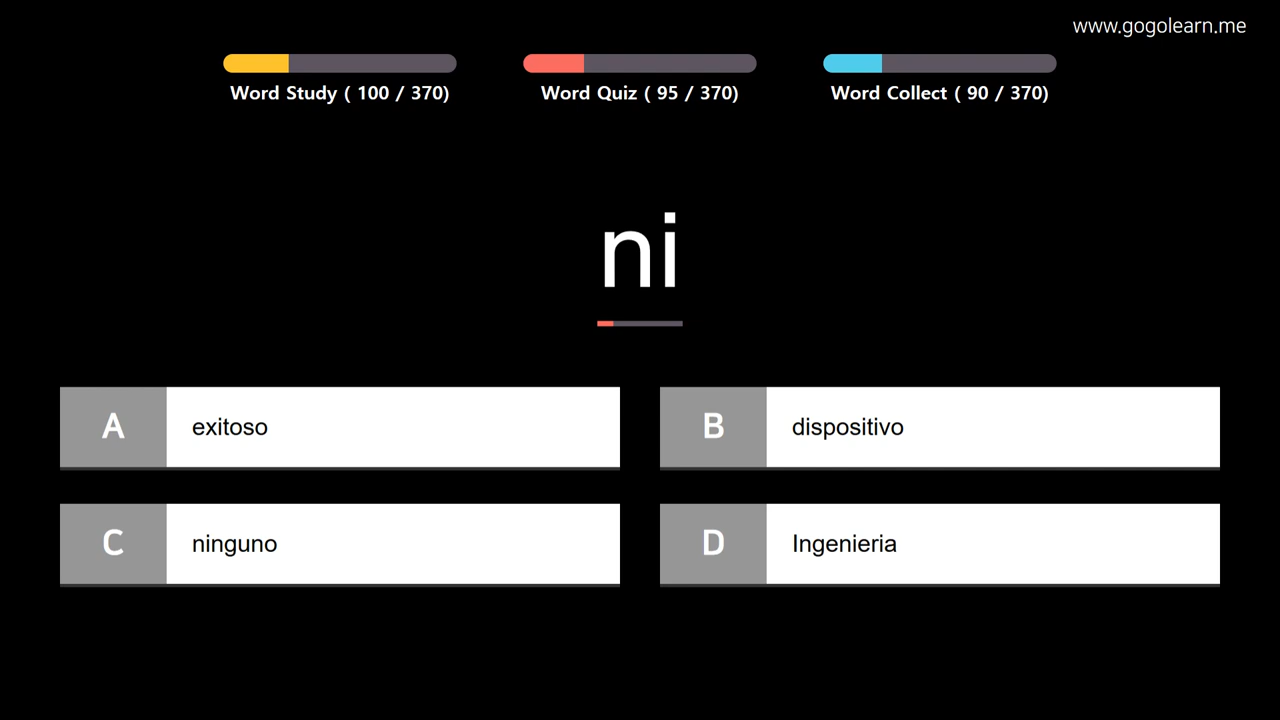 www.gogolearn.me
Word Study ( 100 / 370)
Word Quiz ( 95 / 370)
Word Collect ( 90 / 370)
ni
A exitoso
B dispositivo
C ninguno
D Ingenieria